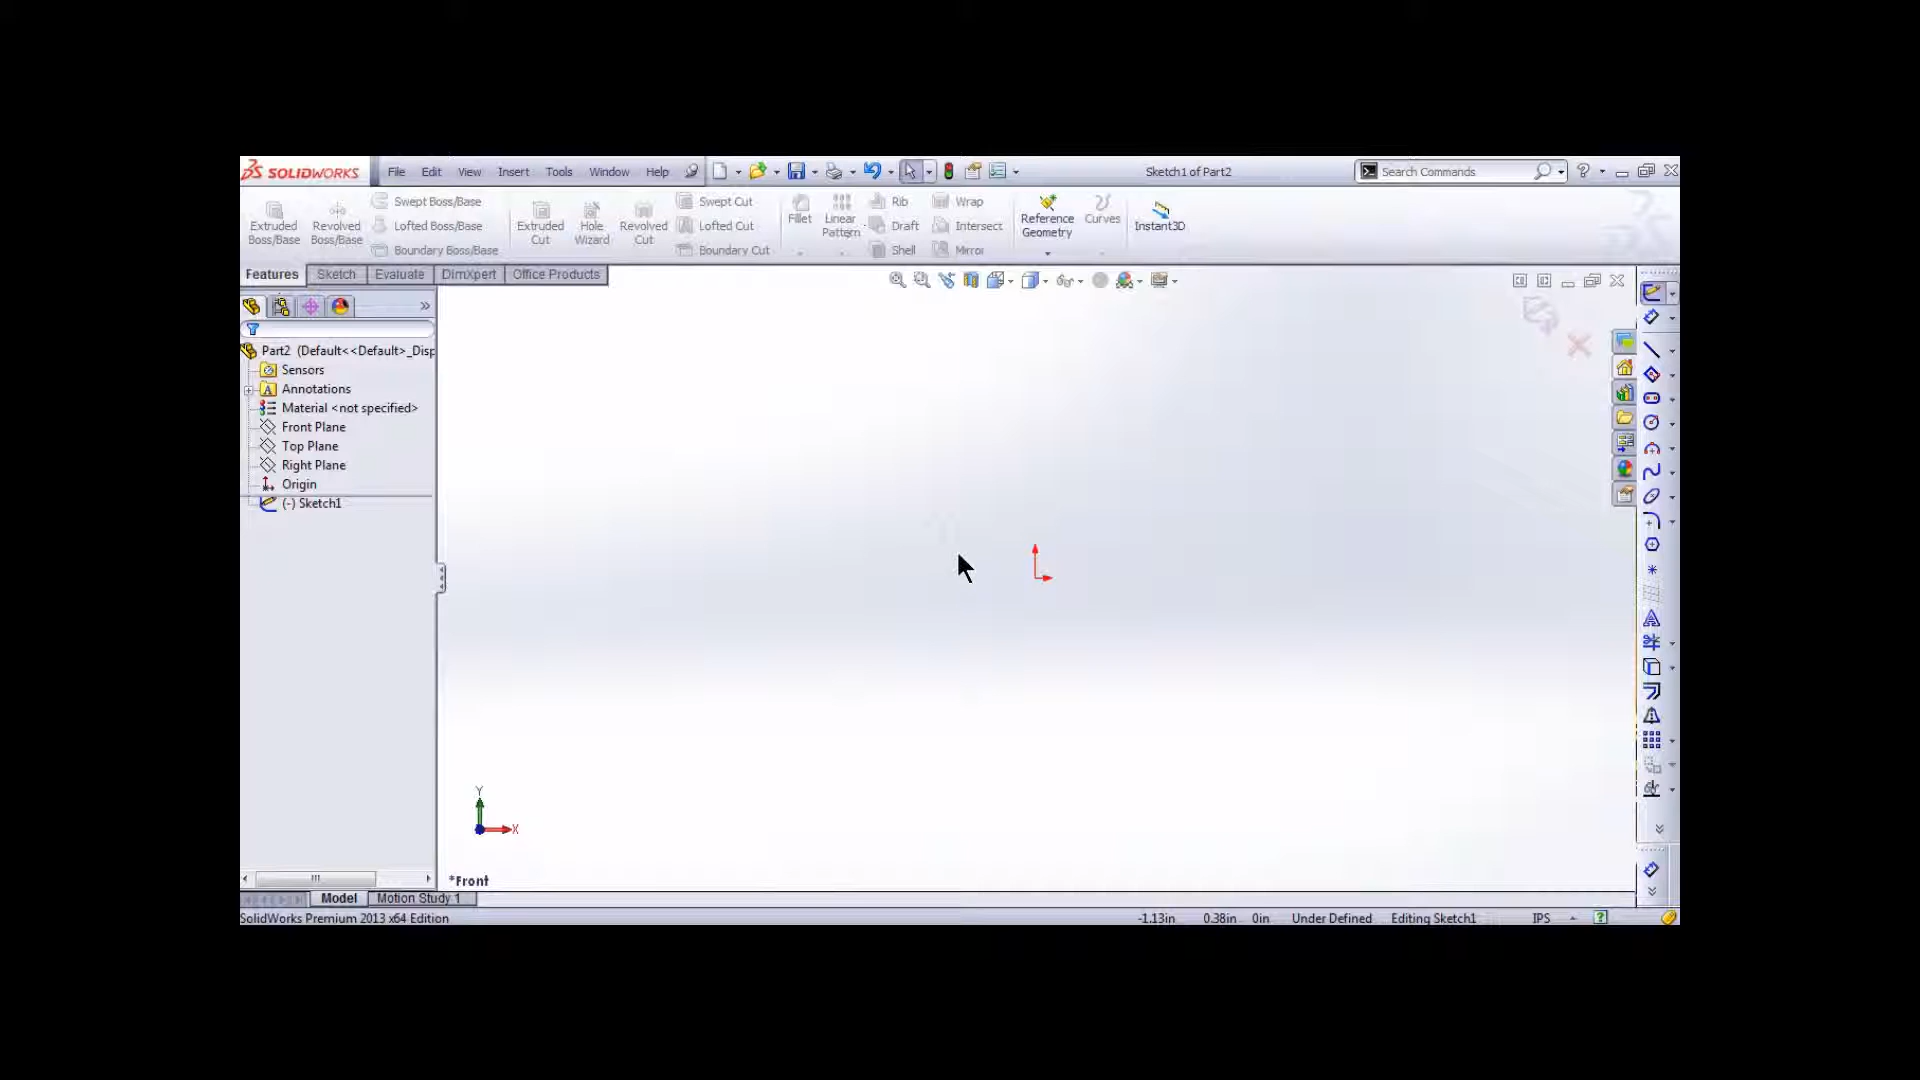 SOLIDWORKS File Edit View Insert Tools Window Help Sketch1 of Part2 Search Commands
Extruded Boss/Base
Revolved Boss/Base
Swept Boss/Base
Lofted Boss/Base
Boundary Boss/Base
Extruded Cut
Hole Wizard
Revolved Cut
Swept Cut
Lofted Cut
Boundary Cut
Fillet
Linear Pattern
Rib
Draft
Shell
Wrap
Intersect
Mirror
Reference Geometry
Curves
Instant3D
Features Sketch Evaluate DimXpert Office Products
Part2 (Default<<Default>_Disp
Sensors
Annotations
Material <not specified>
Front Plane
Top Plane
Right Plane
Origin
(-) Sketch1
Y
X
*Front
Model Motion Study 1
SolidWorks Premium 2013 x64 Edition -1.13in 0.38in 0in Under Defined Editing Sketch1 IPS